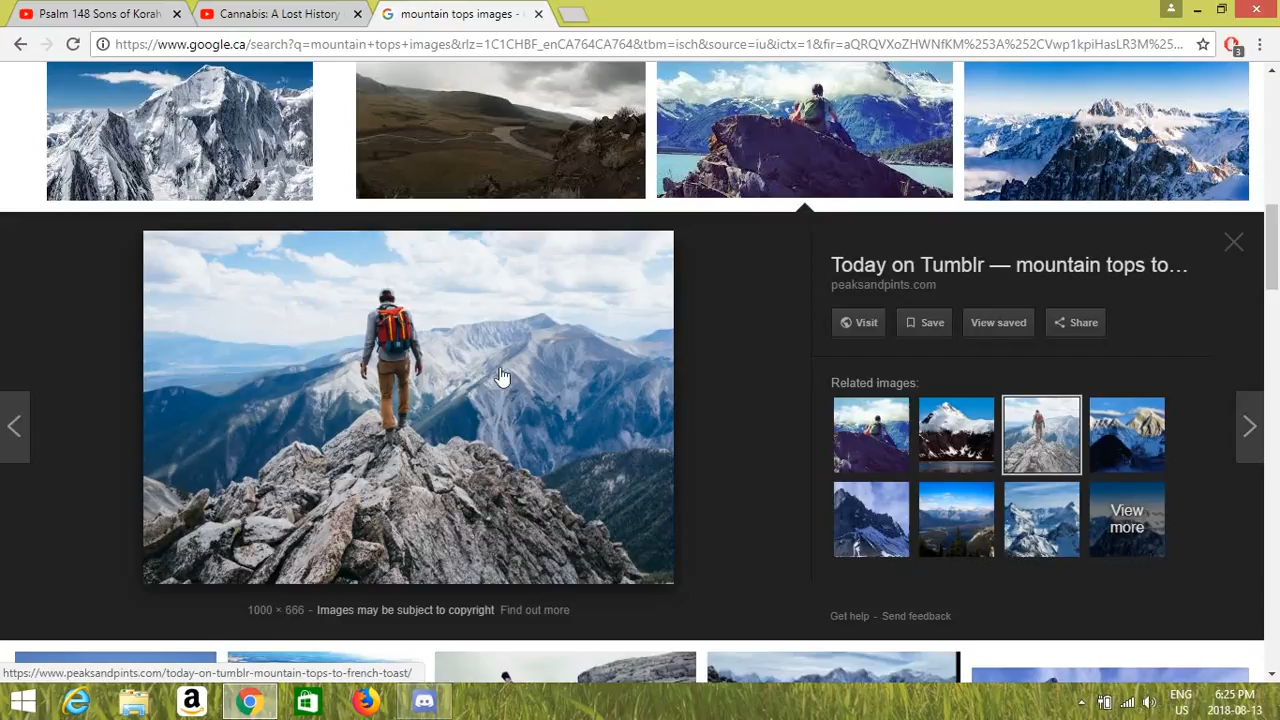 Psalm 148 Sons of Korah
Cannabis: A Lost History
mountain tops images -
https://www.google.ca/search?q=mountain+tops+images&rlz=1C1CHBF_enCA764CA764&tbm=isch&source=iu&ictx=1&fir=aQRQVXoZHWNfKM%253A%252CVwp1kpiHasLR3M%25...
3
Today on Tumblr — mountain tops to...
peaksandpints.com
Visit
Save
View saved
Share
Related images:
View
more
1000 × 666 - Images may be subject to copyright Find out more
Get help - Send feedback
https://www.peaksandpints.com/today-on-tumblr-mountain-tops-to-french-toast/
ENG
US
6:25 PM
2018-08-13